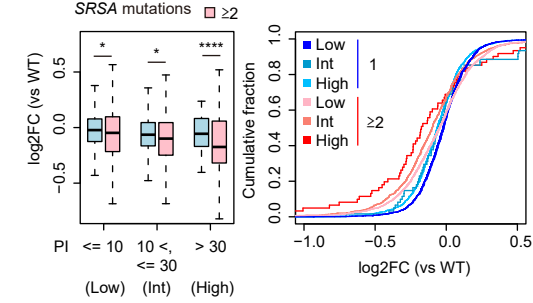 SRSA mutations ≥2
log2FC (vs WT)
0.5
0.0
−0.5
*
*
****
PI <= 10 10 <, <= 30 > 30
(Low) (Int) (High)
Cumulative fraction
1.0
0.8
0.6
0.4
0.2
0.0
Low
Int 1
High
Low
Int ≥2
High
−1.0 −0.5 0.0 0.5
log2FC (vs WT)